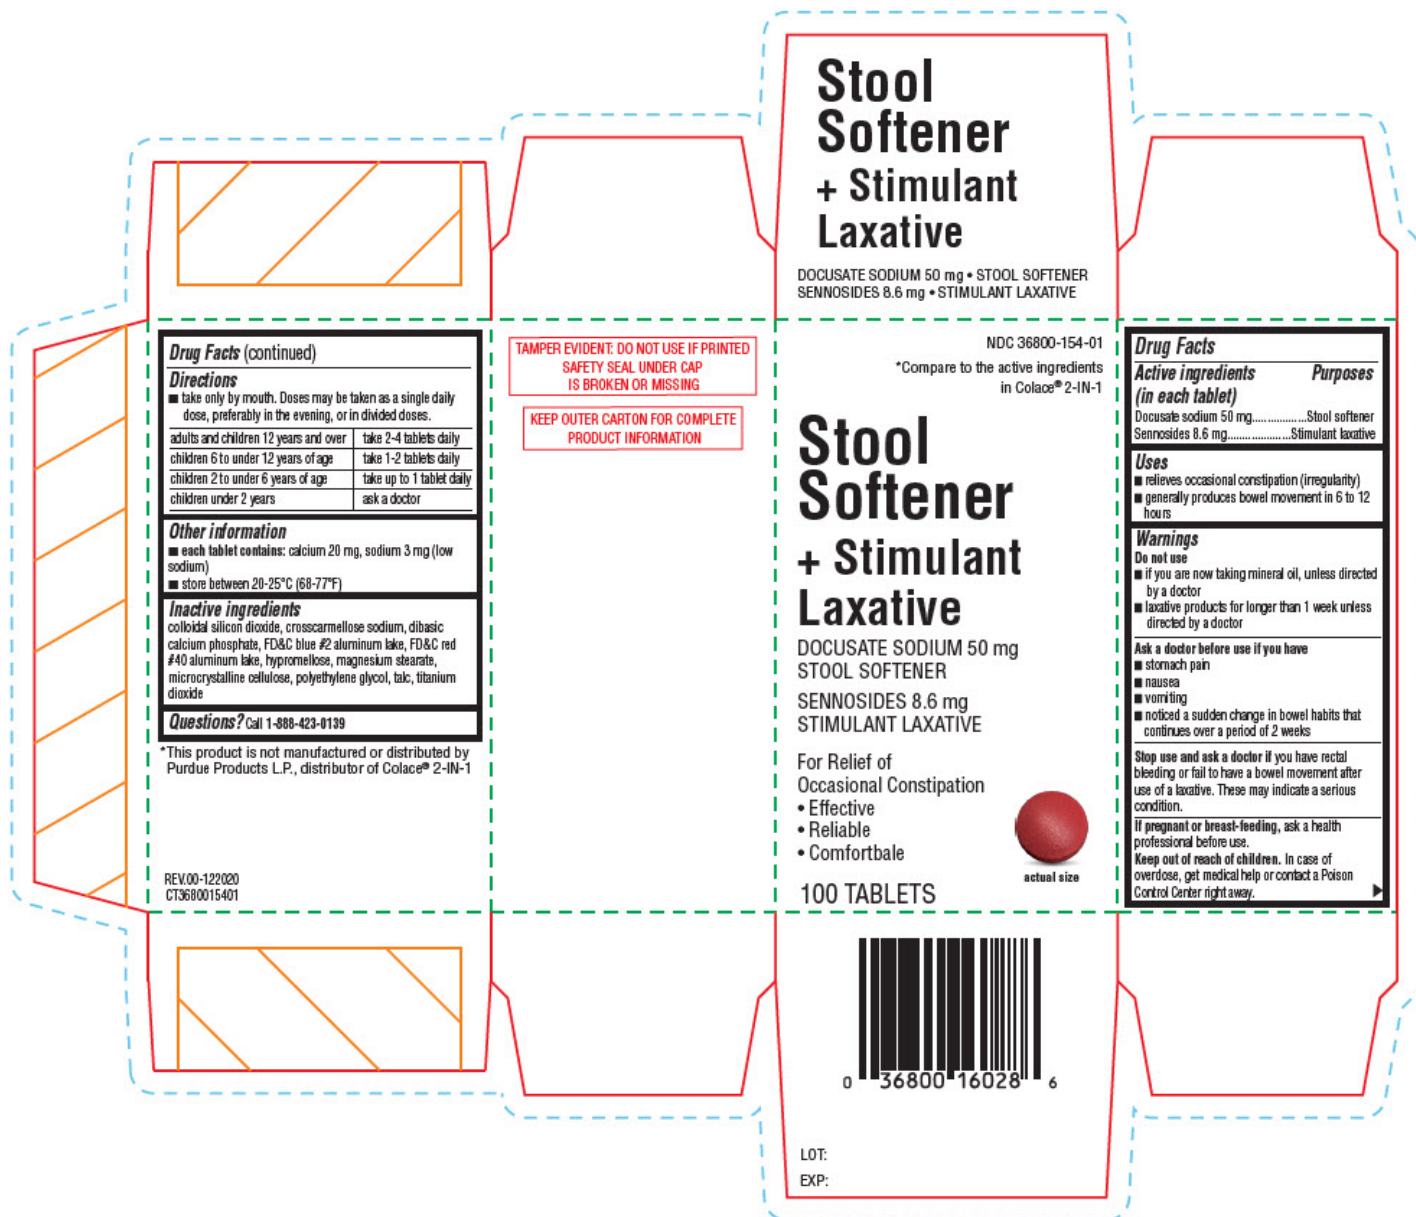 Stool
Softener
+ Stimulant
Laxative
DOCUSATE SODIUM 50 mg • STOOL SOFTENER
SENNOSIDES 8.6 mg • STIMULANT LAXATIVE
Drug Facts (continued)
Directions
■ take only by mouth. Doses may be taken as a single daily
dose, preferably in the evening, or in divided doses.
adults and children 12 years and over take 2-4 tablets daily
children 6 to under 12 years of age take 1-2 tablets daily
children 2 to under 6 years of age take up to 1 tablet daily
children under 2 years ask a doctor
Other information
■ each tablet contains: calcium 20 mg, sodium 3 mg (low
sodium)
■ store between 20-25°C (68-77°F)
Inactive ingredients
colloidal silicon dioxide, crosscarmellose sodium, dibasic
calcium phosphate, FD&C blue #2 aluminum lake, FD&C red
#40 aluminum lake, hypromellose, magnesium stearate,
microcrystalline cellulose, polyethylene glycol, talc, titanium
dioxide
Questions? Call 1-888-423-0139
*This product is not manufactured or distributed by
Purdue Products L.P., distributor of Colace® 2-IN-1
REV.00-122020
CT3680015401
TAMPER EVIDENT: DO NOT USE IF PRINTED
SAFETY SEAL UNDER CAP
IS BROKEN OR MISSING
KEEP OUTER CARTON FOR COMPLETE
PRODUCT INFORMATION
NDC 36800-154-01
*Compare to the active ingredients
in Colace® 2-IN-1
Stool
Softener
+ Stimulant
Laxative
DOCUSATE SODIUM 50 mg
STOOL SOFTENER
SENNOSIDES 8.6 mg
STIMULANT LAXATIVE
For Relief of
Occasional Constipation
• Effective
• Reliable
• Comfortbale
actual size
100 TABLETS
Drug Facts
Active ingredients Purposes
(in each tablet)
Docusate sodium 50 mg..................Stool softener
Sennosides 8.6 mg.....................Stimulant laxative
Uses
■ relieves occasional constipation (irregularity)
■ generally produces bowel movement in 6 to 12
hours
Warnings
Do not use
■ if you are now taking mineral oil, unless directed
by a doctor
■ laxative products for longer than 1 week unless
directed by a doctor
Ask a doctor before use if you have
■ stomach pain
■ nausea
■ vomiting
■ noticed a sudden change in bowel habits that
continues over a period of 2 weeks
Stop use and ask a doctor if you have rectal
bleeding or fail to have a bowel movement after
use of a laxative. These may indicate a serious
condition.
If pregnant or breast-feeding, ask a health
professional before use.
Keep out of reach of children. In case of
overdose, get medical help or contact a Poison
Control Center right away.
0 36800 16028 6
LOT:
EXP: